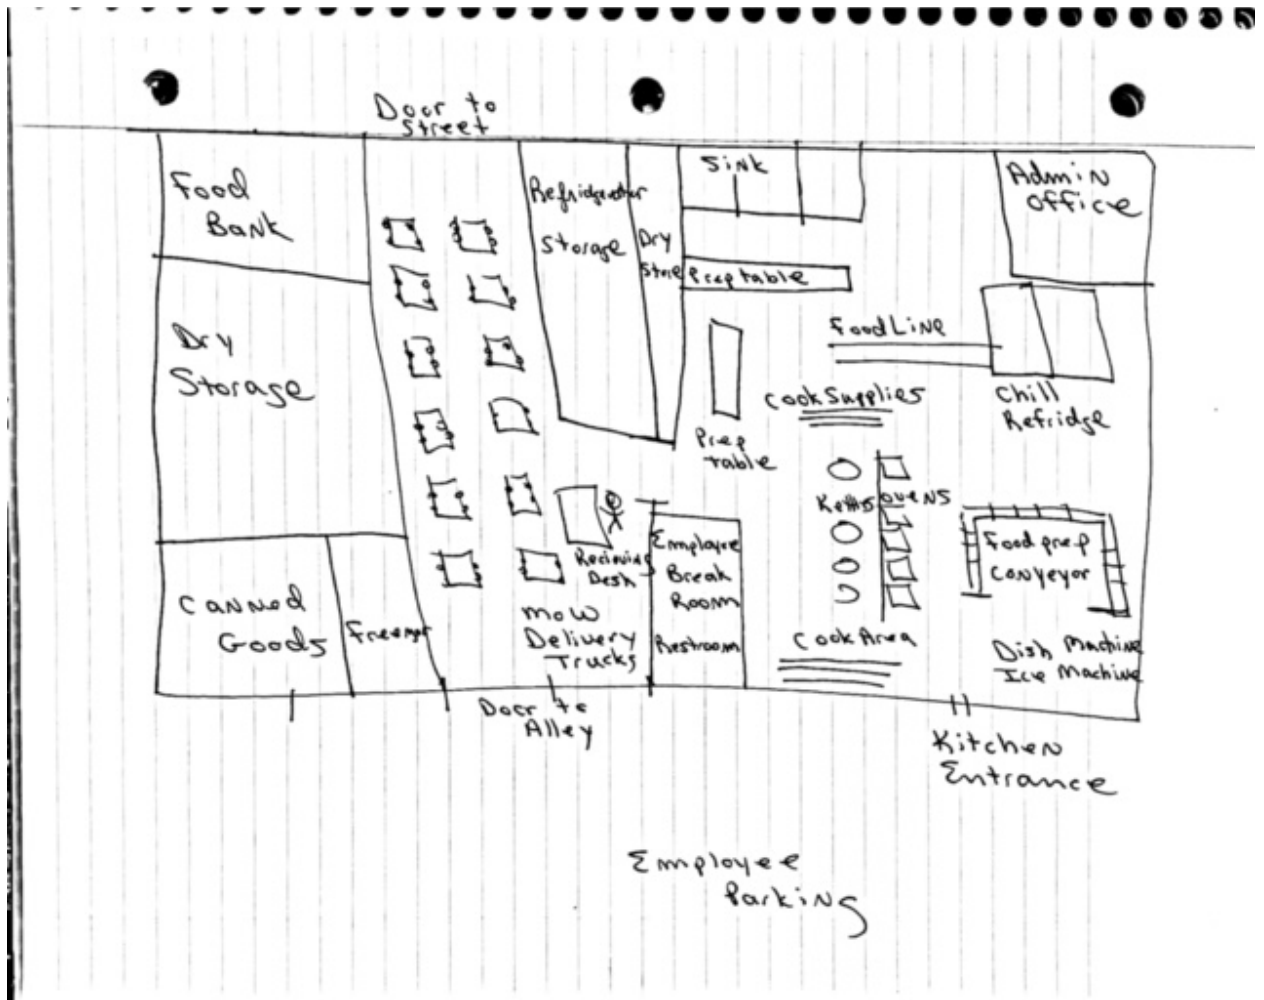 Door to
Street
Food
Bank
Refridgerator
Storage
Dry
Store
Sink
Admin
Office
Prep table
Dry
Storage
Food Line
Chill
Refridge
Cook Supplies
Prep
table
Kettles
Ovens
Canned
Goods
Freezer
Recieving
Desk
Employee
Break
Room
Restroom
Food prep
Conveyor
MOW
Delivery
Trucks
Cook Area
Dish Machine
Ice Machine
Door to
Alley
Kitchen
Entrance
Employee
Parking